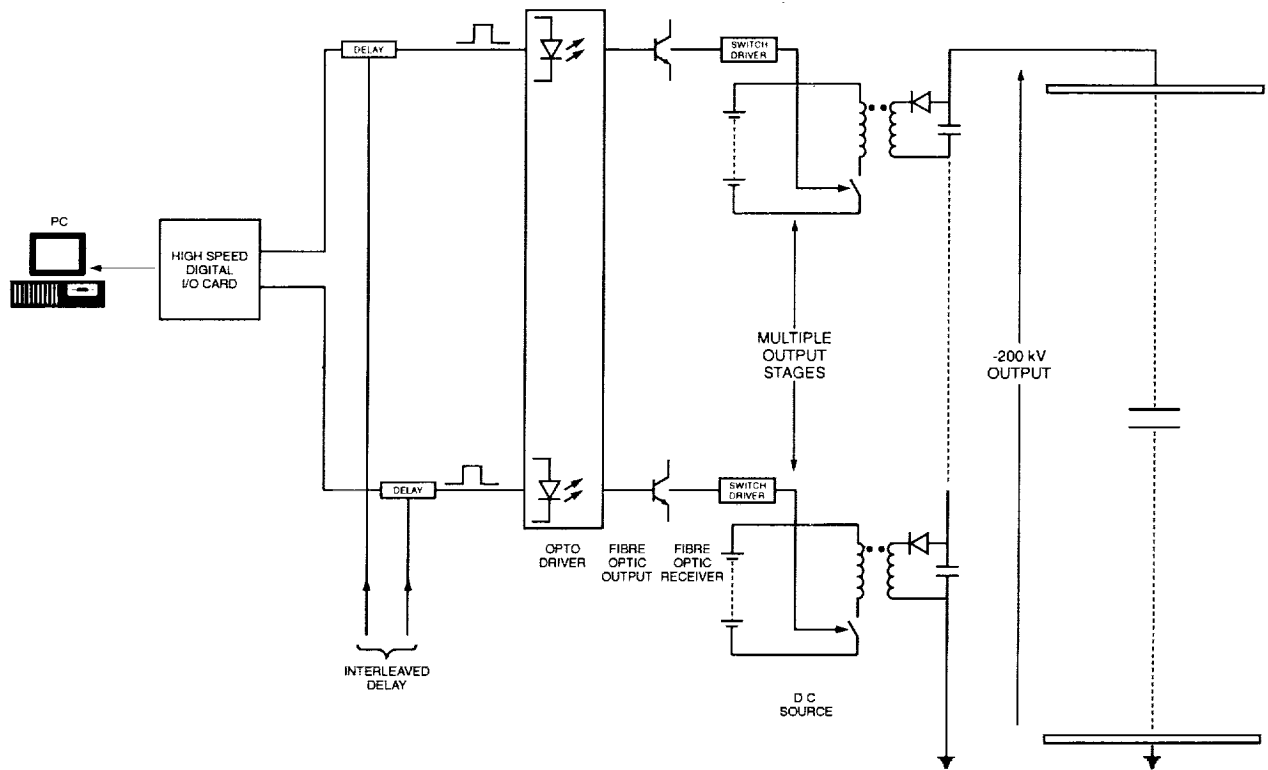 DELAY
SWITCH
DRIVER
PC
HIGH SPEED
DIGITAL
I/O CARD
MULTIPLE
OUTPUT
STAGES
-200 kV
OUTPUT
DELAY
SWITCH
DRIVER
OPTO
DRIVER
FIBRE
OPTIC
OUTPUT
FIBRE
OPTIC
RECEIVER
INTERLEAVED
DELAY
D C
SOURCE